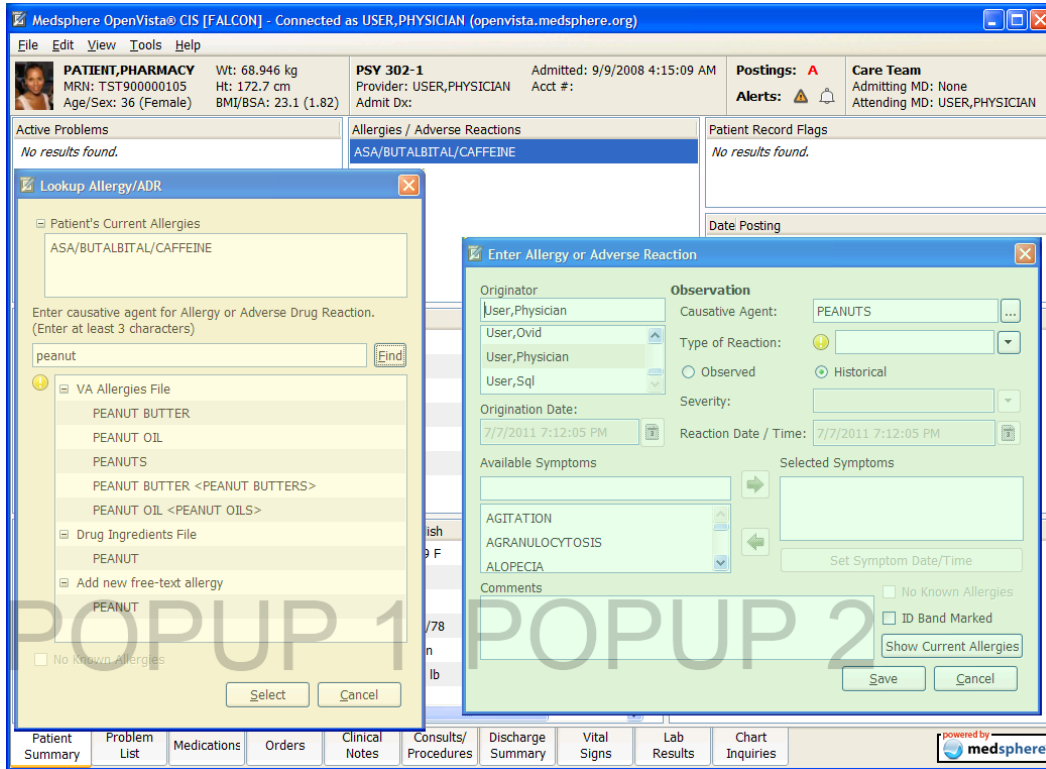 Medsphere OpenVista® CIS [FALCON] - Connected as USER,PHYSICIAN (openvista.medsphere.org)
File Edit View Tools Help
PATIENT,PHARMACY
MRN: TST900000105
Age/Sex: 36 (Female)
Wt: 68.946 kg
Ht: 172.7 cm
BMI/BSA: 23.1 (1.82)
PSY 302-1
Provider: USER,PHYSICIAN
Admit Dx:
Admitted: 9/9/2008 4:15:09 AM
Acct #:
Postings: A
Alerts:
Care Team
Admitting MD: None
Attending MD: USER,PHYSICIAN
Active Problems
No results found.
Allergies / Adverse Reactions
ASA/BUTALBITAL/CAFFEINE
Patient Record Flags
No results found.
Date Posting
Lookup Allergy/ADR
Patient's Current Allergies
ASA/BUTALBITAL/CAFFEINE
Enter causative agent for Allergy or Adverse Drug Reaction.
(Enter at least 3 characters)
peanut
Find
VA Allergies File
PEANUT BUTTER
PEANUT OIL
PEANUTS
PEANUT BUTTER <PEANUT BUTTERS>
PEANUT OIL <PEANUT OILS>
Drug Ingredients File
PEANUT
Add new free-text allergy
PEANUT
No Known Allergies
Select Cancel
POPUP 1
ish
9 F
/78
n
lb
Enter Allergy or Adverse Reaction
Originator
User,Physician
User,Ovid
User,Physician
User,Sql
Origination Date:
7/7/2011 7:12:05 PM
Observation
Causative Agent: PEANUTS ...
Type of Reaction:
Observed Historical
Severity:
Reaction Date / Time: 7/7/2011 7:12:05 PM
Available Symptoms
AGITATION
AGRANULOCYTOSIS
ALOPECIA
Selected Symptoms
Set Symptom Date/Time
Comments
No Known Allergies
ID Band Marked
Show Current Allergies
Save Cancel
POPUP 2
Patient Summary
Problem List
Medications
Orders
Clinical Notes
Consults/ Procedures
Discharge Summary
Vital Signs
Lab Results
Chart Inquiries
powered by
medsphere